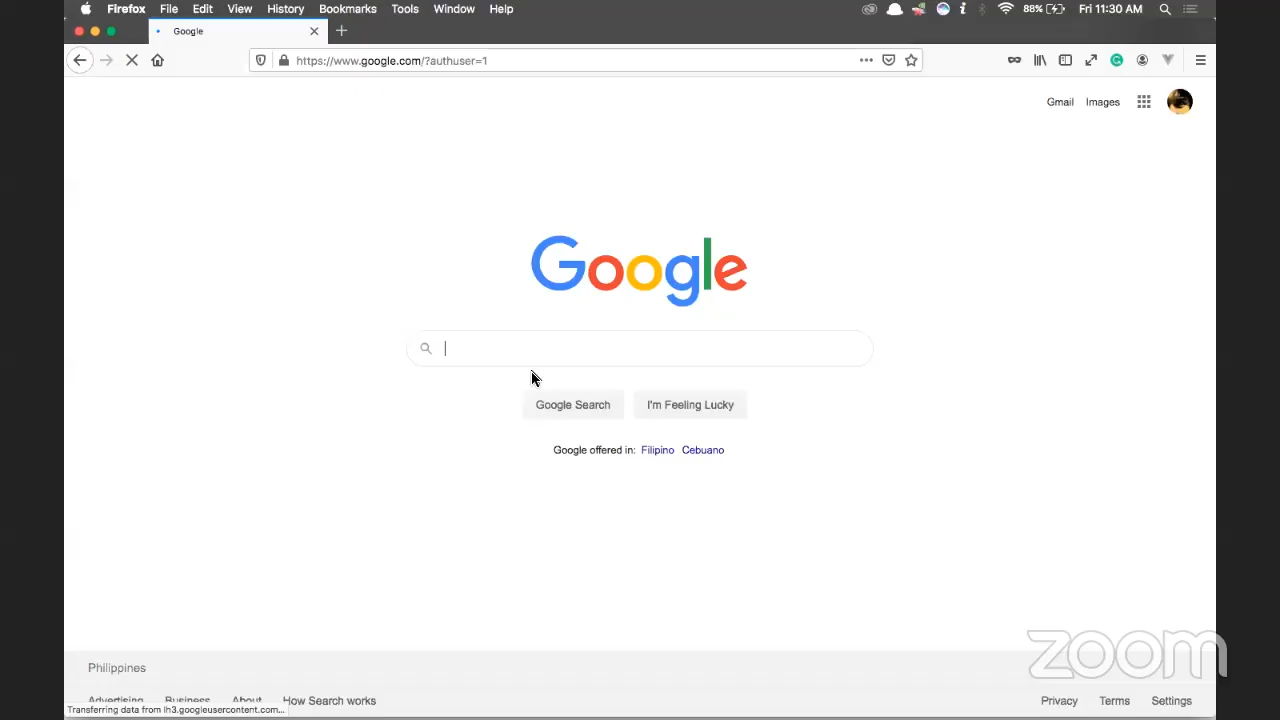 Firefox File Edit View History Bookmarks Tools Window Help 88% Fri 11:30 AM
Google
https://www.google.com/?authuser=1
Gmail Images
Google
Google Search I'm Feeling Lucky
Google offered in: Filipino Cebuano
Philippines
Advertising Business About How Search works Privacy Terms Settings
Transferring data from lh3.googleusercontent.com...
zoom